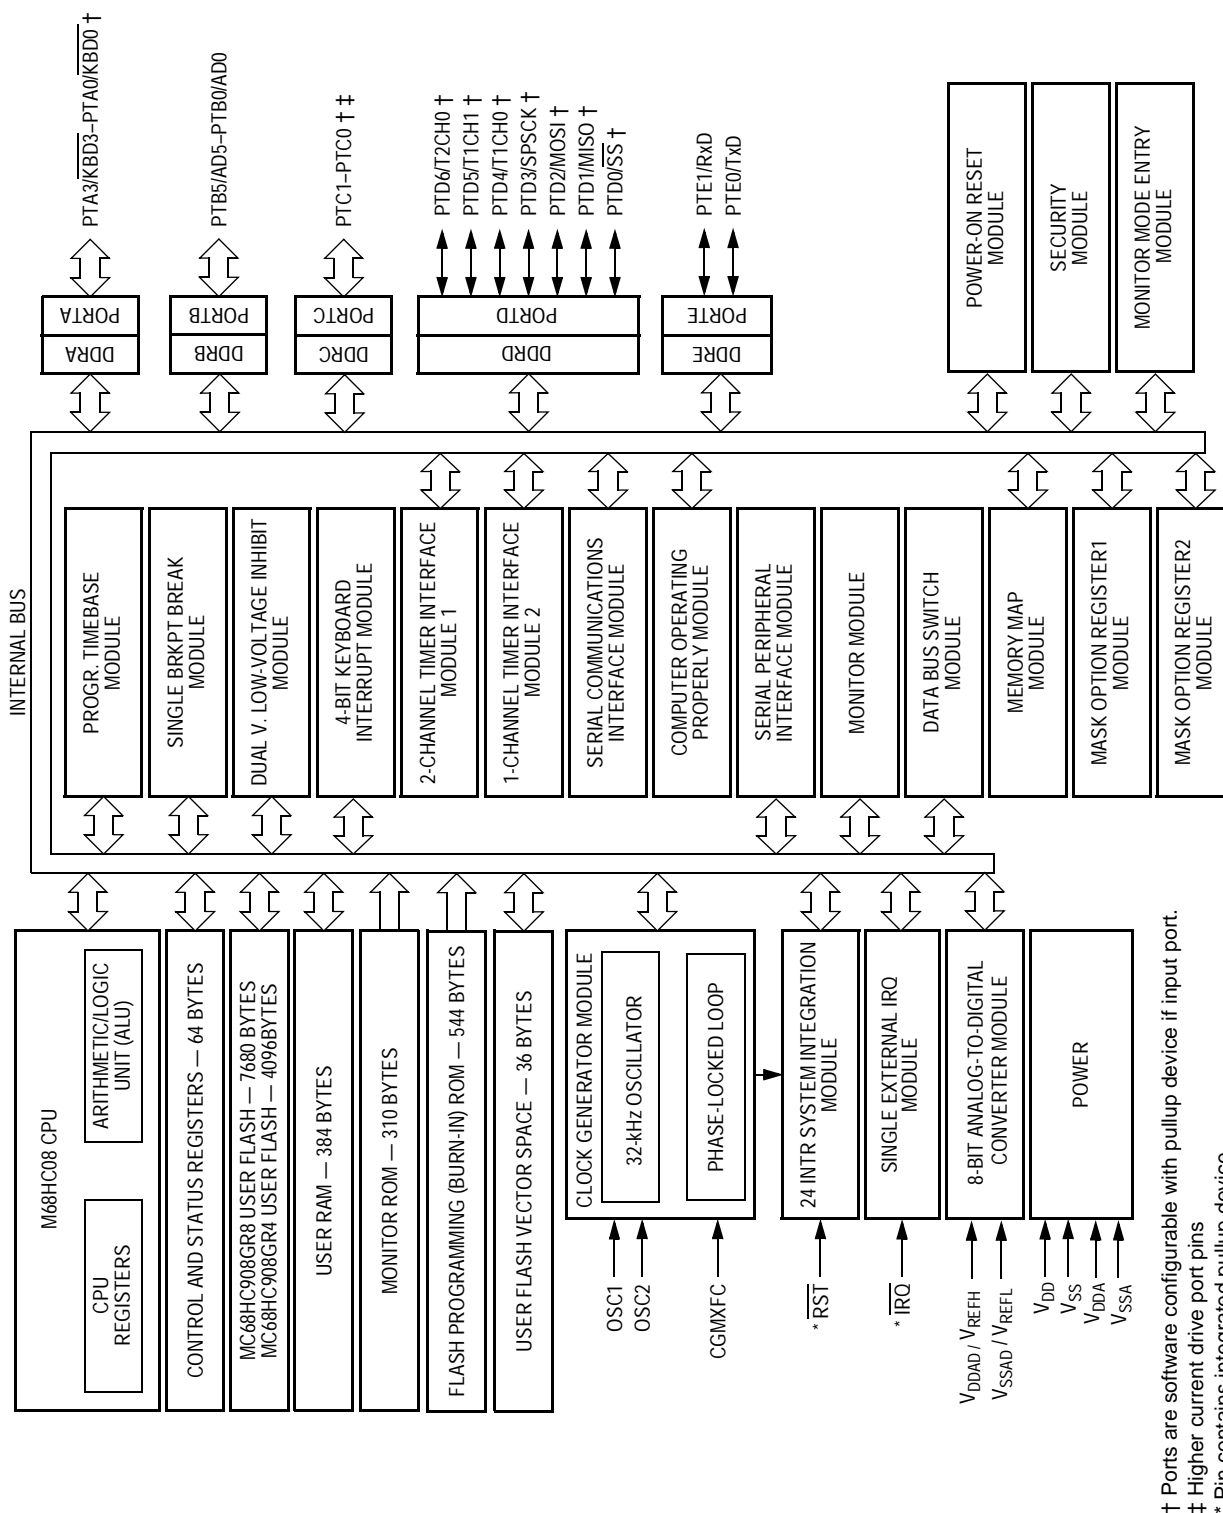 INTERNAL BUS
M68HC08 CPU
CPU
REGISTERS
ARITHMETIC/LOGIC
UNIT (ALU)
CONTROL AND STATUS REGISTERS — 64 BYTES
MC68HC908GR8 USER FLASH — 7680 BYTES
MC68HC908GR4 USER FLASH — 4096BYTES
USER RAM — 384 BYTES
MONITOR ROM — 310 BYTES
FLASH PROGRAMMING (BURN-IN) ROM — 544 BYTES
USER FLASH VECTOR SPACE — 36 BYTES
CLOCK GENERATOR MODULE
32-kHz OSCILLATOR
PHASE-LOCKED LOOP
OSC1
OSC2
CGMXFC
24 INTR SYSTEM INTEGRATION
MODULE
* RST
SINGLE EXTERNAL IRQ
MODULE
* IRQ
8-BIT ANALOG-TO-DIGITAL
CONVERTER MODULE
VDDAD / VREFH
VSSAD / VREFL
POWER
VDD
VSS
VDDA
VSSA
PROGR. TIMEBASE
MODULE
SINGLE BRKPT BREAK
MODULE
DUAL V. LOW-VOLTAGE INHIBIT
MODULE
4-BIT KEYBOARD
INTERRUPT MODULE
2-CHANNEL TIMER INTERFACE
MODULE 1
1-CHANNEL TIMER INTERFACE
MODULE 2
SERIAL COMMUNICATIONS
INTERFACE MODULE
COMPUTER OPERATING
PROPERLY MODULE
SERIAL PERIPHERAL
INTERFACE MODULE
MONITOR MODULE
DATA BUS SWITCH
MODULE
MEMORY MAP
MODULE
MASK OPTION REGISTER1
MODULE
MASK OPTION REGISTER2
MODULE
DDRA
PORTA
PTA3/KBD3–PTA0/KBD0 †
DDRB
PORTB
PTB5/AD5–PTB0/AD0
DDRC
PORTC
PTC1–PTC0 † ‡
DDRD
PORTD
PTD6/T2CH0 †
PTD5/T1CH1 †
PTD4/T1CH0 †
PTD3/SPSCK †
PTD2/MOSI †
PTD1/MISO †
PTD0/SS †
DDRE
PORTE
PTE1/RxD
PTE0/TxD
POWER-ON RESET
MODULE
SECURITY
MODULE
MONITOR MODE ENTRY
MODULE
† Ports are software configurable with pullup device if input port.
‡ Higher current drive port pins
* Pin contains integrated pullup device